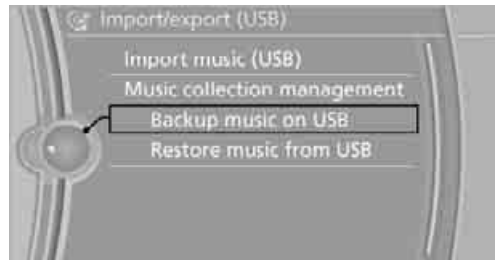 Import/export (USB)
Import music (USB)
Music collection management
Backup music on USB
Restore music from USB